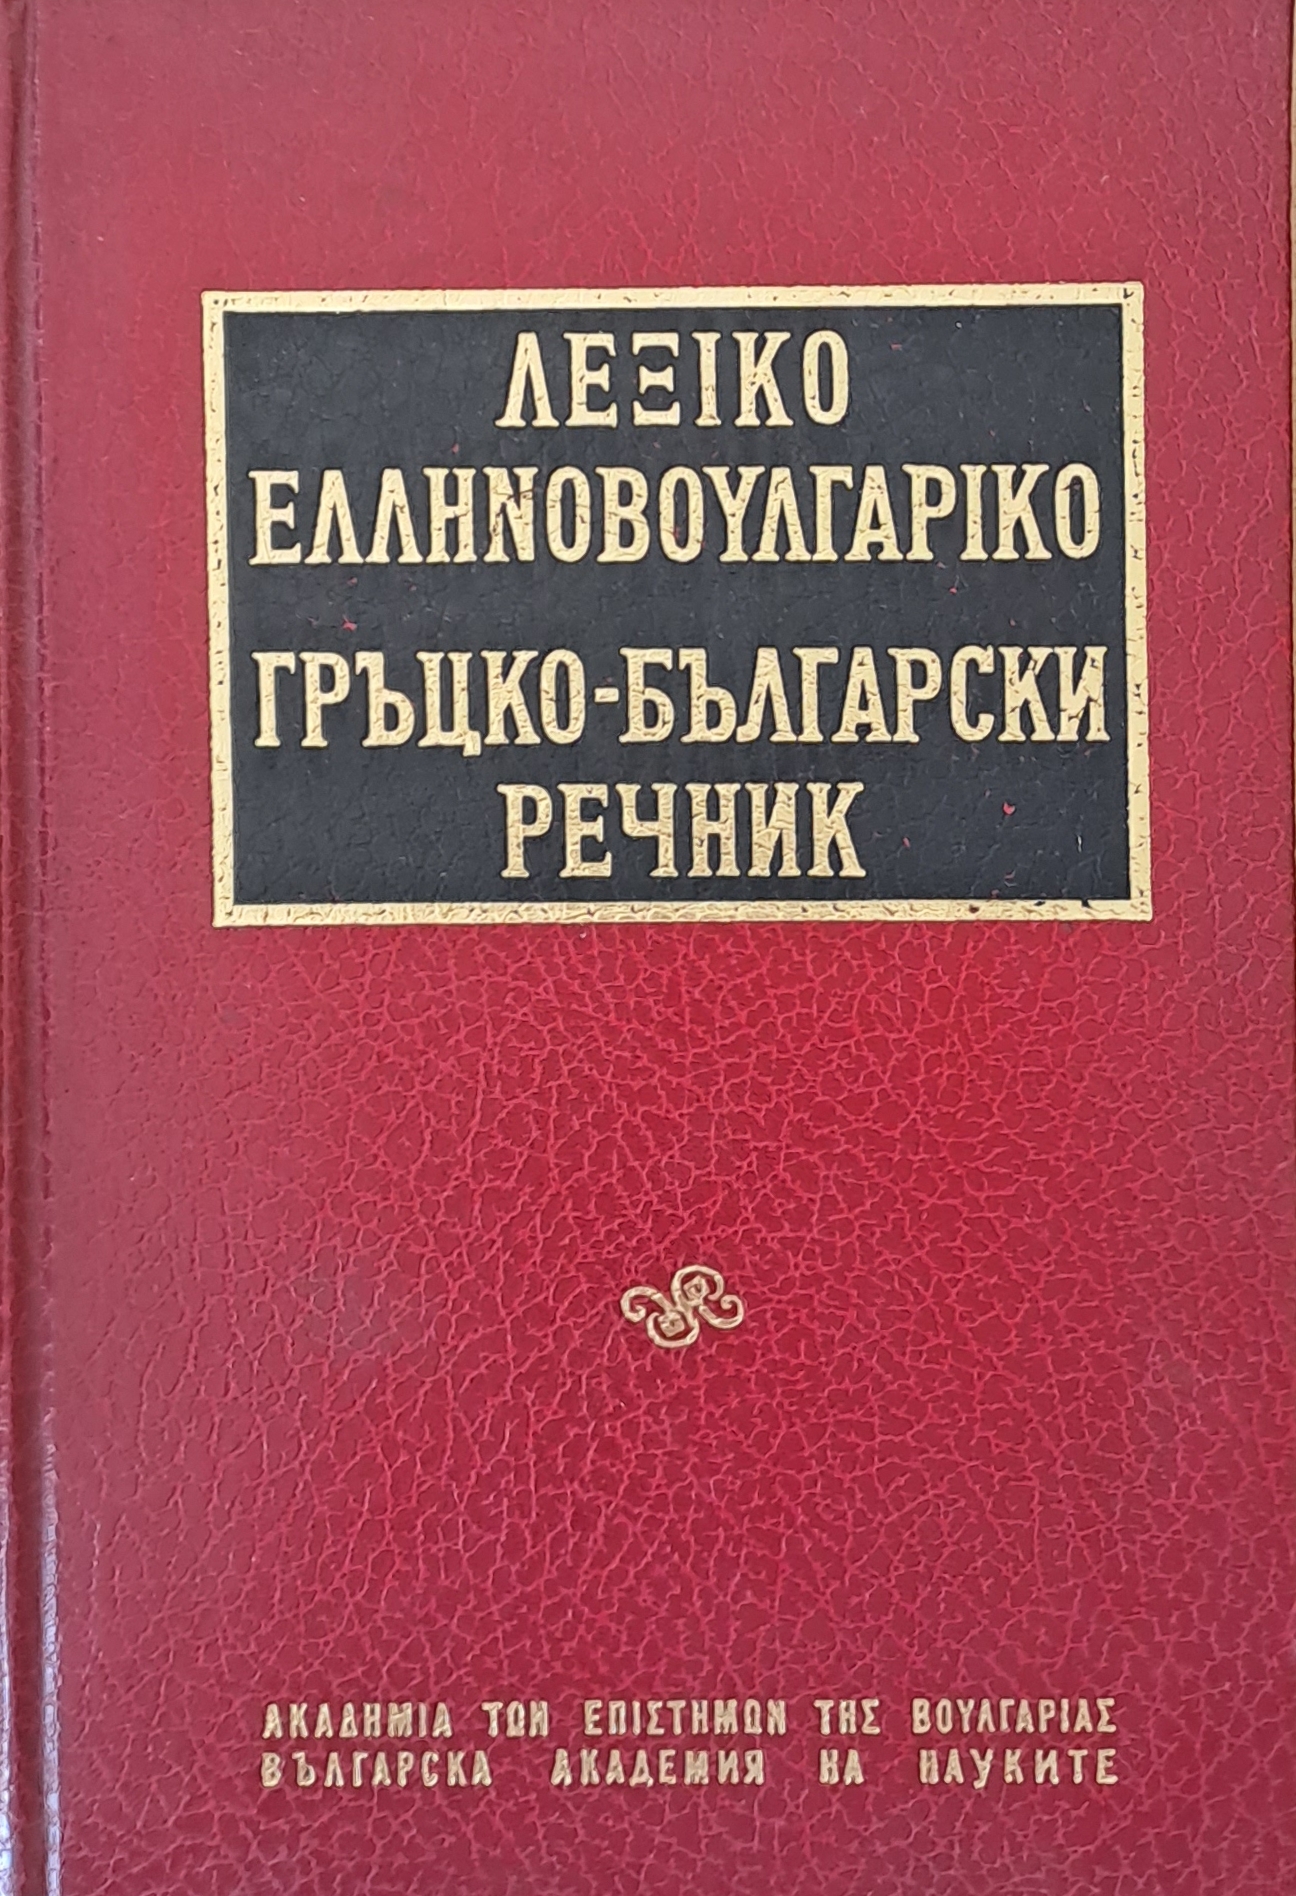 ΛΕΞΙΚΟ
ΕΛΛΗΝΟΒΟΥΛΓΑΡΙΚΟ
ГРЪЦКО-БЪЛГАРСКИ
РЕЧНИК
ΑΚΑΔΗΜΙΑ ΤΩΝ ΕΠΙΣΤΗΜΩΝ ΤΗΣ ΒΟΥΛΓΑΡΙΑΣ
БЪЛГАРСКА АКАДЕМИЯ НА НАУКИТЕ